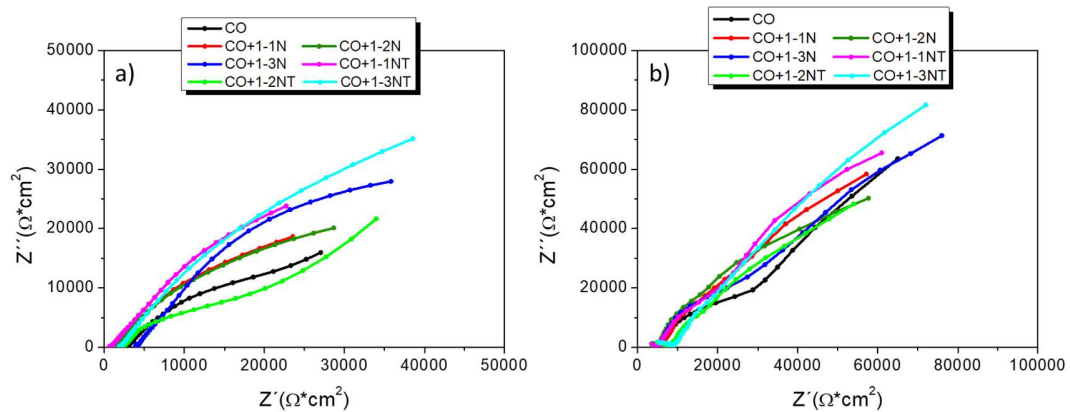 CO
CO+1-1N CO+1-2N
CO+1-3N CO+1-1NT
CO+1-2NT CO+1-3NT
a)
50000
40000
30000
20000
10000
0
Z´´(Ω*cm²)
0 10000 20000 30000 40000 50000
Z´(Ω*cm²)
CO
CO+1-1N CO+1-2N
CO+1-3N CO+1-1NT
CO+1-2NT CO+1-3NT
b)
100000
80000
60000
40000
20000
0
Z´´(Ω*cm²)
0 20000 40000 60000 80000 100000
Z´(Ω*cm²)